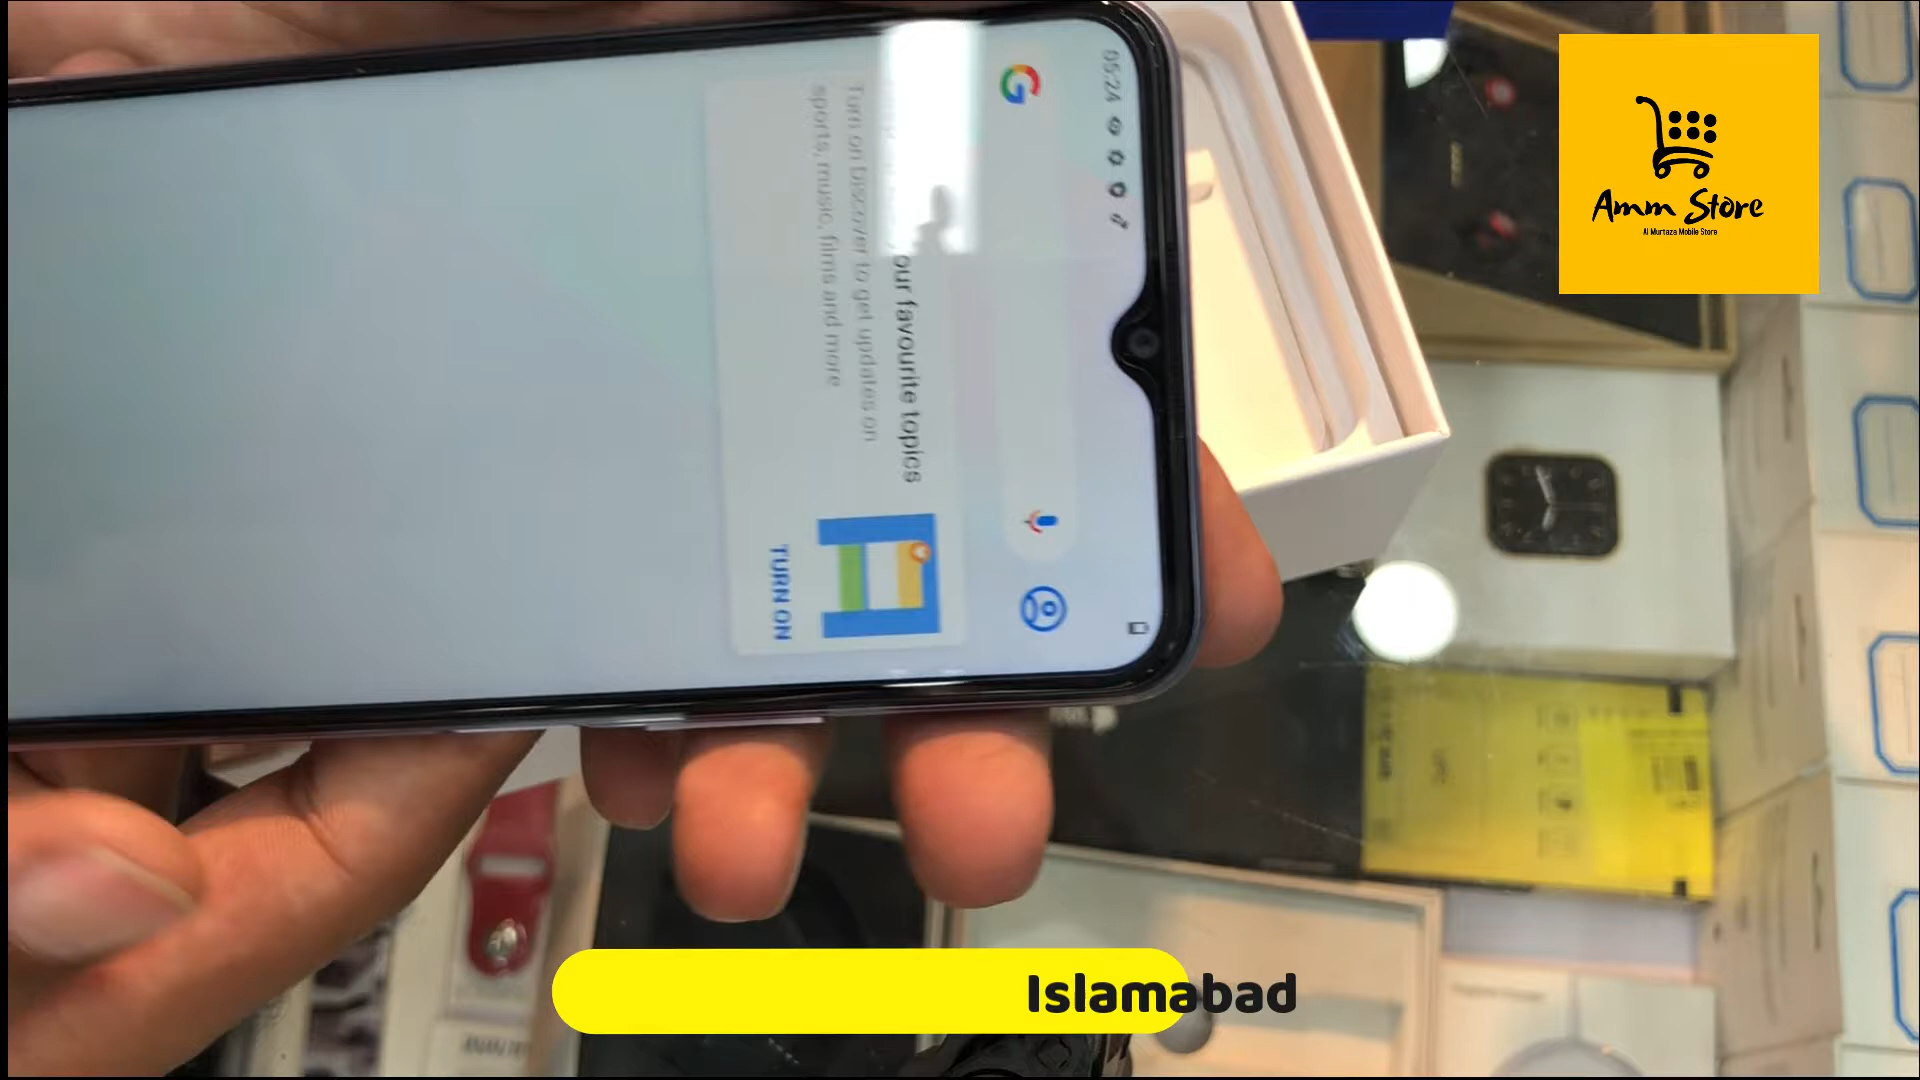 05:24
G
our favourite topics
Turn on Discover to get updates on
sports, music, films and more
TURN ON
Amm Store
Al Murtaza Mobile Store
Islamabad